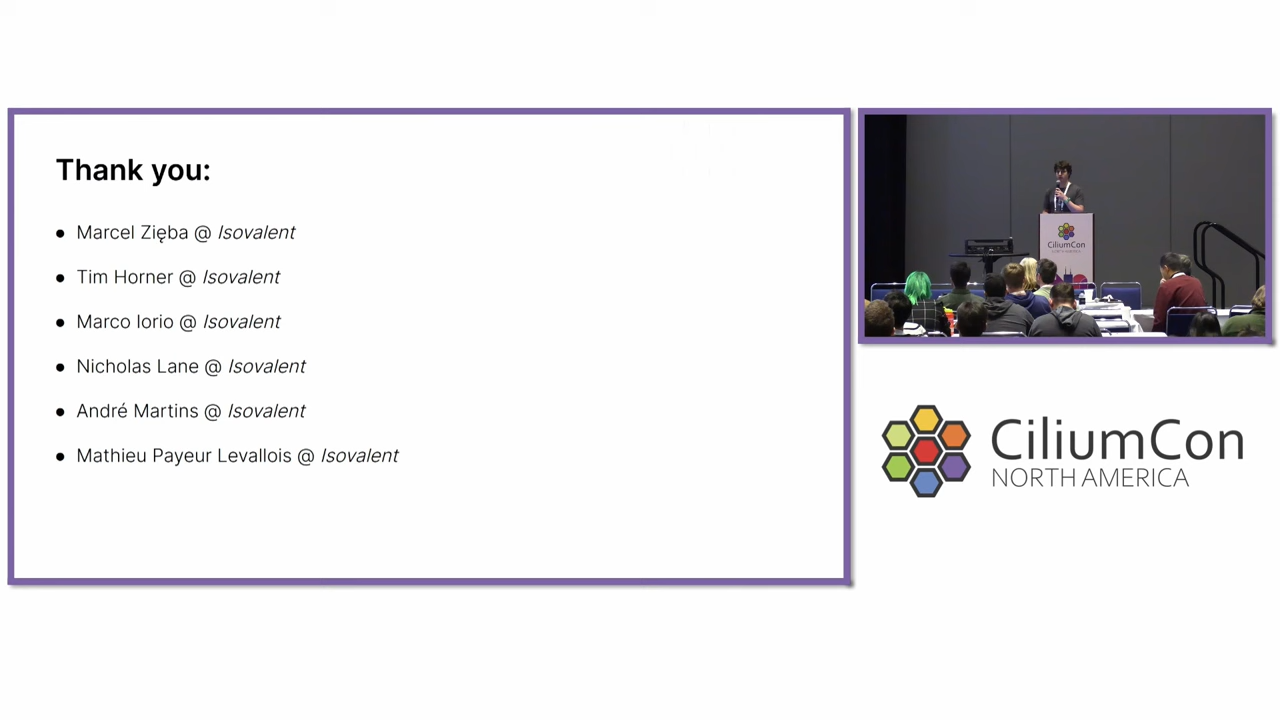 Thank you:
● Marcel Zięba @ Isovalent
● Tim Horner @ Isovalent
● Marco Iorio @ Isovalent
● Nicholas Lane @ Isovalent
● André Martins @ Isovalent
● Mathieu Payeur Levallois @ Isovalent
CiliumCon
CiliumCon
NORTH AMERICA